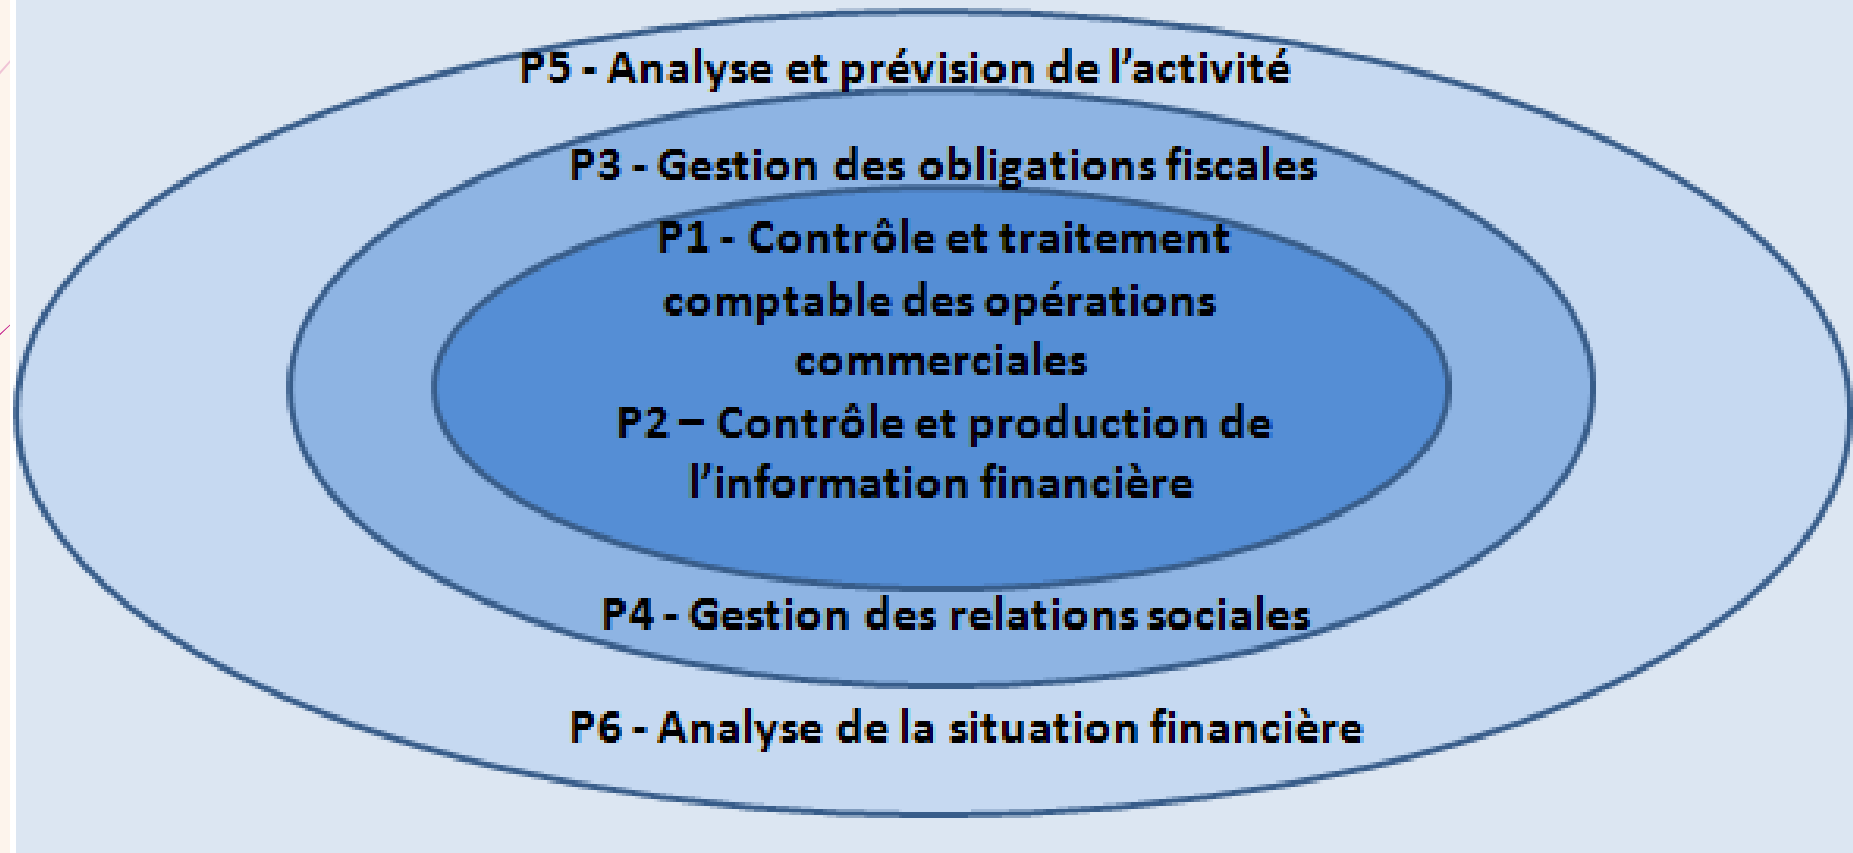 P5 - Analyse et prévision de l’activité
P3 - Gestion des obligations fiscales
P1 - Contrôle et traitement
comptable des opérations
commerciales
P2 – Contrôle et production de
l’information financière
P4 - Gestion des relations sociales
P6 - Analyse de la situation financière